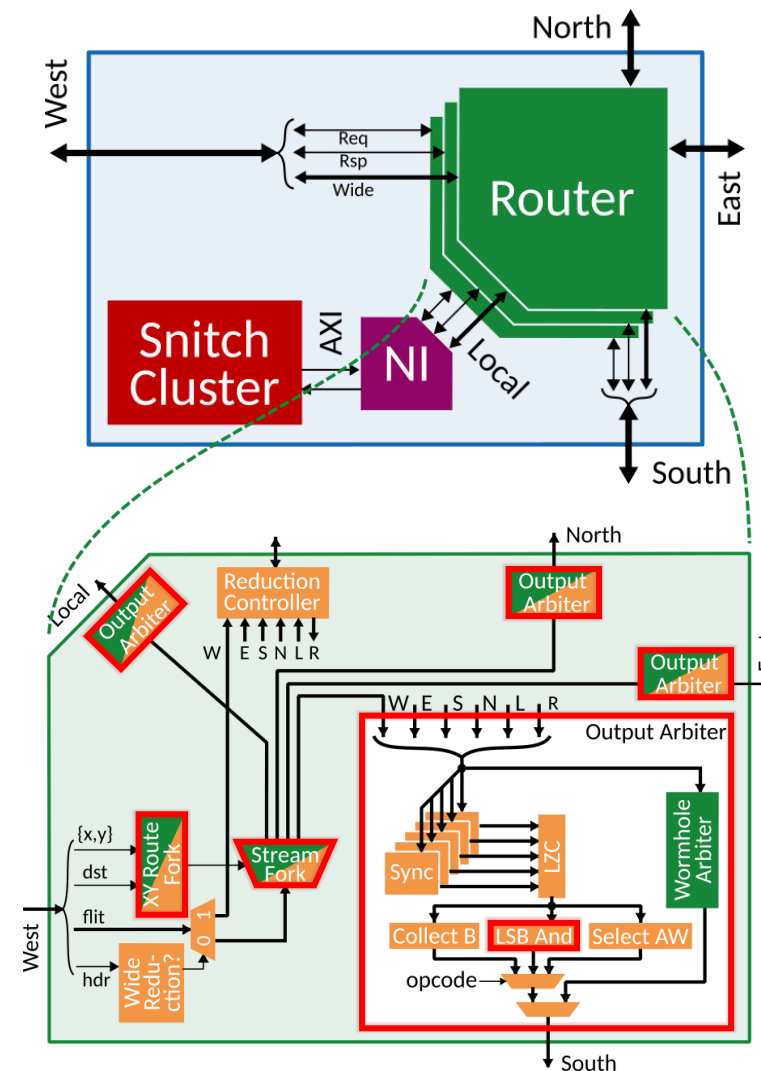 North
West
Req
Rsp
Wide
Router
East
Snitch
Cluster
AXI
NI
Local
South
North
Local
Output
Arbiter
Reduction
Controller
W E S N L R
Output
Arbiter
Output
Arbiter
W E S N L R
Output Arbiter
{x,y}
dst
flit
hdr
West
XY Route
Fork
Stream
Fork
0 1
Wide
Redu-
ction?
Sync
LZC
Wormhole
Arbiter
Collect B
LSB And
Select AW
opcode
South